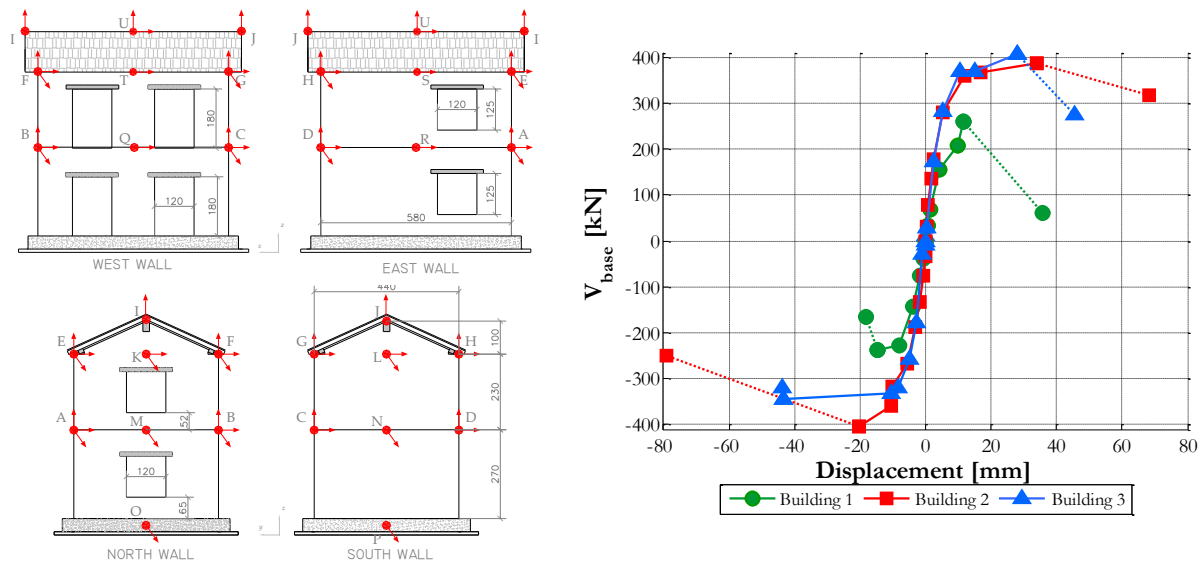 U
U
I
J
J
I
F
T
G
H
S
E
180
120
125
B
Q
C
D
R
A
120
180
125
580
z
x
z
x
WEST WALL
EAST WALL
440
I
I
100
E
F
G
H
K
L
230
52
A
M
B
C
N
D
120
270
65
O
z
y
z
y
P
NORTH WALL
SOUTH WALL
400
300
200
100
0
-100
-200
-300
-400
-80
-60
-40
-20
0
20
40
60
80
V base [kN]
Displacement [mm]
Building 1
Building 2
Building 3